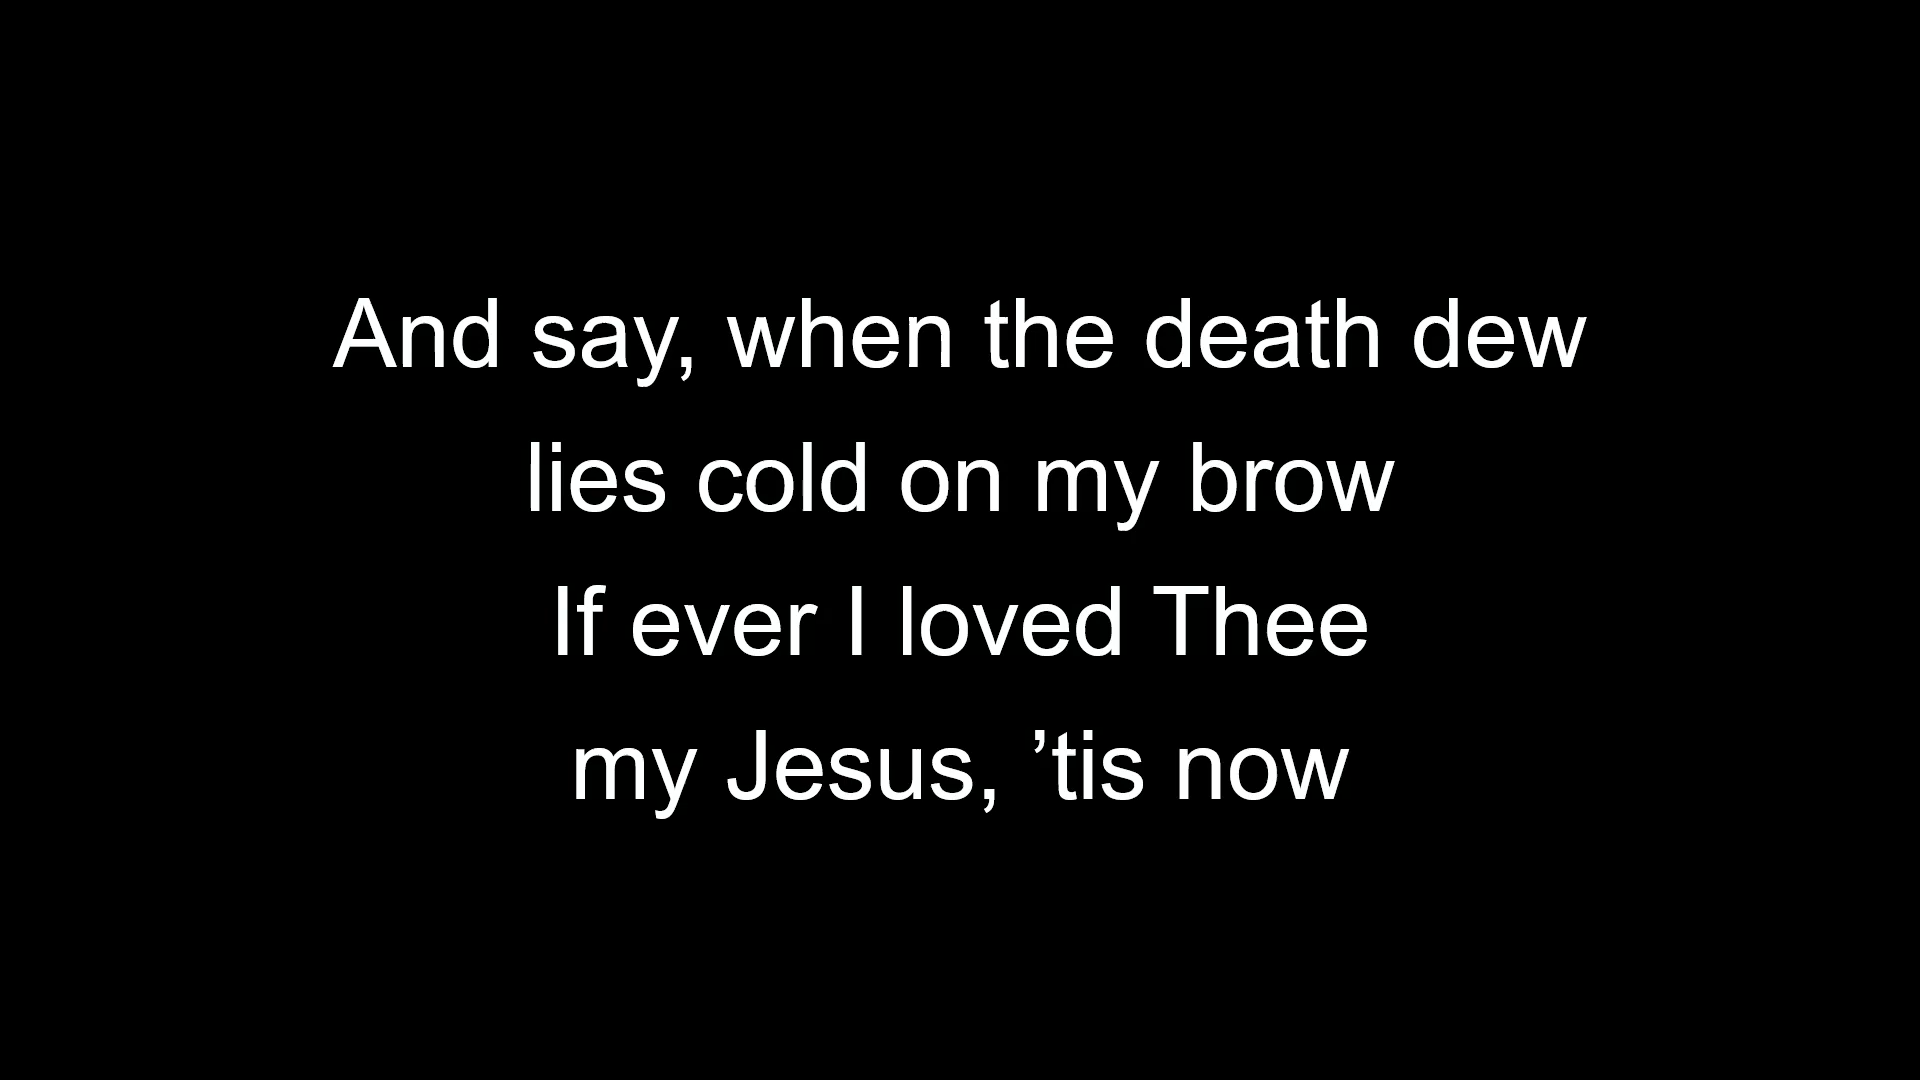 And say, when the death dew
lies cold on my brow
If ever I loved Thee
my Jesus, ’tis now